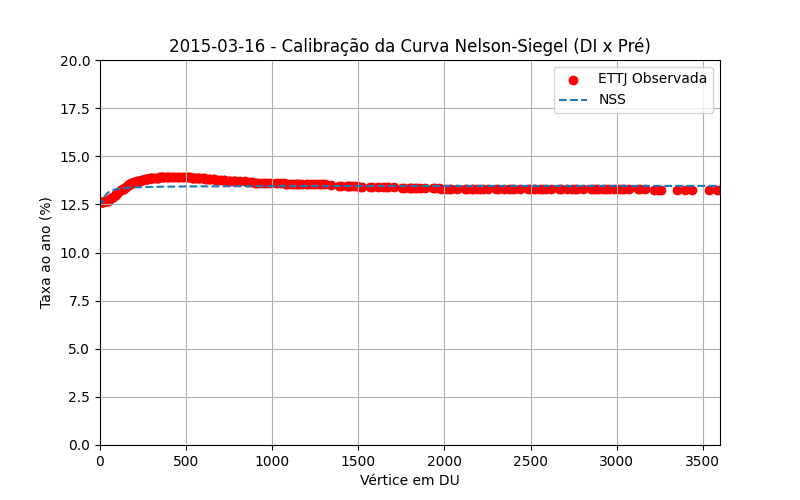 2015-03-16 - Calibração da Curva Nelson-Siegel (DI x Pré)
ETTJ Observada
NSS
20.0
17.5
15.0
12.5
10.0
7.5
5.0
2.5
0.0
Taxa ao ano (%)
0 500 1000 1500 2000 2500 3000 3500
Vértice em DU